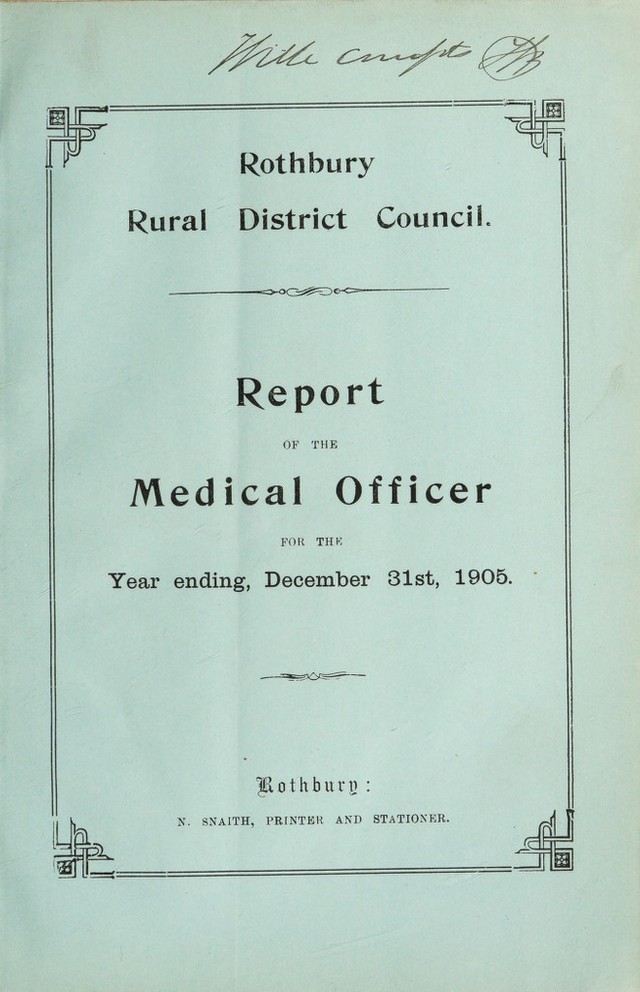 Rothbury
Rural District Council.
Report
OF THE
Medical Officer
FOR THE
Year ending, December 31st, 1905.
Rothbury:
N. SNAITH, PRINTER AND STATIONER.